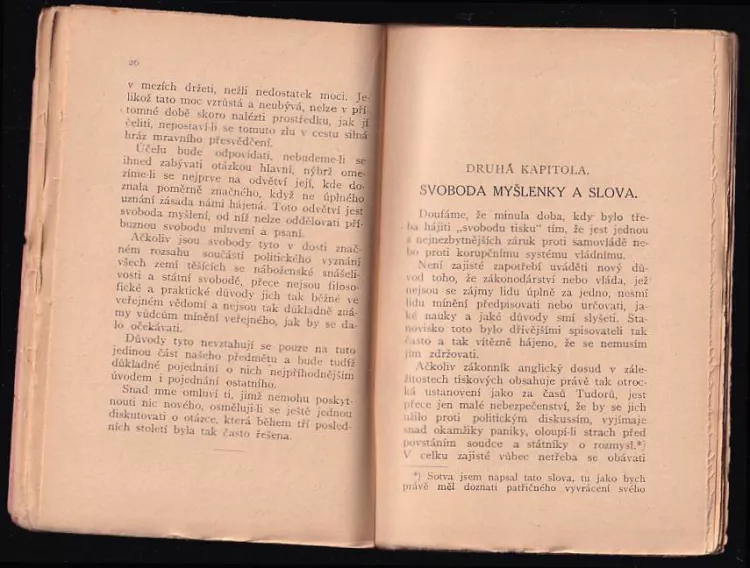 26
v mezích držeti, nežli nedostatek moci. Je-
likož tato moc vzrůstá a neubývá, nelze v pří-
tomné době skoro nalézti prostředku, jak jí
čeliti, nepostaví-li se tomuto zlu v cestu silná
hráz mravního přesvědčení.
Účelu bude odpovídati, nebudeme-li se
ihned zabývati otázkou hlavní, nýbrž ome-
zíme-li se nejprve na odvětví její, kde do-
znala poměrně značného, když ne úplného
uznání zásada námi hájená. Toto odvětví jest
svoboda myšlení, od níž nelze oddělovati pří-
buznou svobodu mluvení a psaní.
Ačkoliv jsou svobody tyto v dosti znač-
ném rozsahu součástí politického vyznání
všech zemí těšících se náboženské snášeli-
vosti a státní svobodě, přece nejsou filoso-
fické a praktické důvody jich tak běžné ve
veřejném vědomí a nejsou tak důkladně zná-
my vůdcům mínění veřejného, jak by se da-
lo očekávati.
Důvody tyto nevztahují se pouze na tuto
jedinou část našeho předmětu a bude tudíž
důkladné pojednání o nich nejpříhodnějším
úvodem i pojednání ostatního.
Snad mne omluví ti, jimž nemohu poskyt-
nouti nic nového, osměluji-li se ještě jednou
diskutovati o otázce, která během tří posled-
ních století byla tak často řešena.
DRUHÁ KAPITOLA.
SVOBODA MYŠLENKY A SLOVA.
Doufáme, že minula doba, kdy bylo tře-
ba hájiti „svobodu tisku" tím, že jest jednou
z nejnezbytnějších záruk proti samovládě ne-
bo proti korupčnímu systému vládnímu.
Není zajisté zapotřebí uváděti nový dů-
vod toho, že zákonodárství nebo vláda, jež
nejsou se zájmy lidu úplně za jedno, nesmí
lidu mínění předpisovati nebo určovati, ja-
ké nauky a jaké důvody smí slyšeti. Sta-
novisko toto bylo dřívějšími spisovateli tak
často a tak vítězně hájeno, že se nemusím
jím zdržovati.
Ačkoliv zákonník anglický dosud v zále-
žitostech tiskových obsahuje právě tak otroc-
ká ustanovení jako za časů Tudorů, jest
přece jen malé nebezpečenství, že by se jich
užilo proti politickým diskussím, vyjímaje
snad okamžiky paniky, oloupí-li strach před
povstáním soudce a státníky o rozmysl.*)
V celku zajisté vůbec netřeba se obávati
*) Sotva jsem napsal tato slova, tu jako bych
právě měl doznati patřičného vyvrácení svého